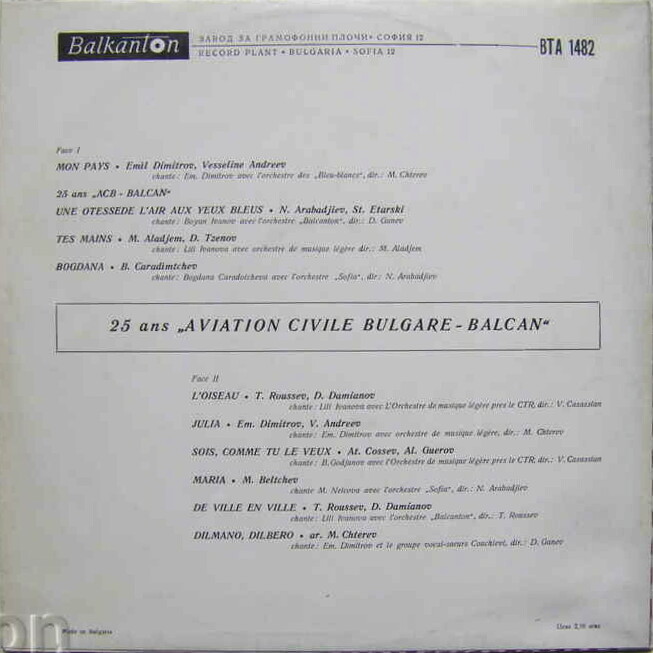 Balkanton
ЗАВОД ЗА ГРАМОФОННИ ПЛОЧИ • СОФИЯ 12
RECORD PLANT • BULGARIA • SOFIA 12
BTA 1482
Face I
MON PAYS • Emil Dimitrov, Vesseline Andreev
chante: Em. Dimitrov avec l'orchestre des „Bleu-blancs", dir.: M. Chterev
25 ans „ACB - BALCAN"
UNE OTESSEDE L'AIR AUX YEUX BLEUS • N. Arabadjiev, St. Etarski
chante: Boyan Ivanov avec l'orchestre „Balcanton", dir.: D. Ganev
TES MAINS • M. Aladjem, D. Tzenov
chante: Lili Ivanova avec orchestre de musique légère dir.: M. Aladjem
BOGDANA • B. Caradimtchev
chante: Bogdana Caradotcheva avec l'orchestre „Sofia", dir.: N. Arabadjiev
25 ans „AVIATION CIVILE BULGARE - BALCAN"
Face II
L'OISEAU • T. Roussev, D. Damianov
chante: Lili Ivanova avec L'Orchestre de musique légère pres le CTR, dir.: V. Casassian
JULIA • Em. Dimitrov, V. Andreev
chante: Em. Dimitrov avec orchestre de musique légère, dir.: M. Chterev
SOIS, COMME TU LE VEUX • At. Cossev, Al. Guerov
chante: B. Godjunov avec l'Orchestre de musique légère pres le CTR, dir.: V. Casassian
MARIA • M. Beltchev
chante M. Neicova avec l'orchestre „Sofia", dir.: N. Arabadjiev
DE VILLE EN VILLE • T. Roussev, D. Damianov
chante: Lili Ivanova avec l'orchestre „Balcanton", dir.: T. Roussev
DILMANO, DILBERO • ar. M. Chterev
chante: Em. Dimitrov et le groupe vocal-sœurs Couchievi, dir.: D. Ganev
on
Made in Bulgaria
Цена